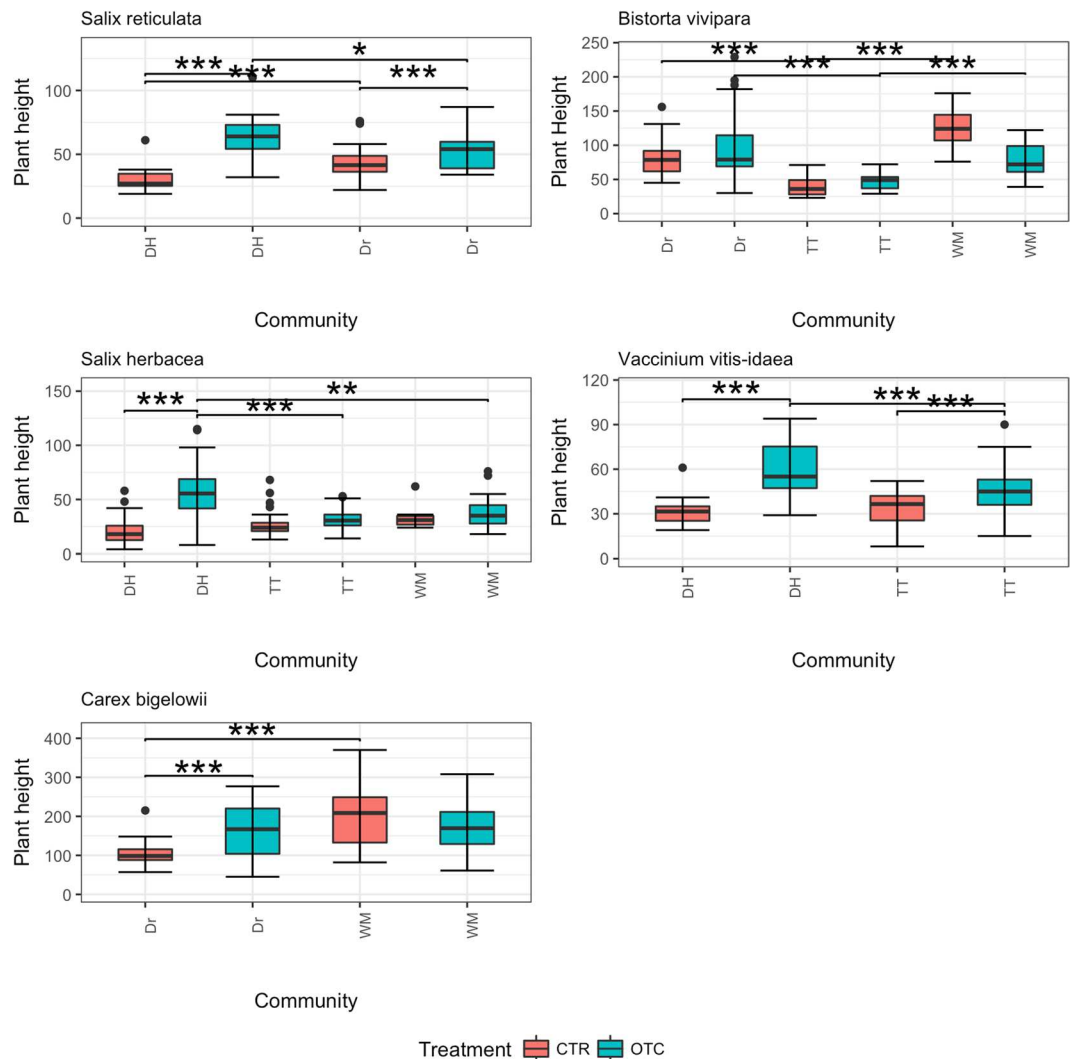 Salix reticulata
Plant height
100
50
0
***
***
*
***
DH
DH
Dr
Dr
Community
Bistorta vivipara
Plant Height
250
200
150
100
50
0
***
***
***
***
Dr
Dr
TT
TT
WM
WM
Community
Salix herbacea
Plant height
150
100
50
0
***
***
**
DH
DH
TT
TT
WM
WM
Community
Vaccinium vitis-idaea
Plant height
120
90
60
30
0
***
***
***
DH
DH
TT
TT
Community
Carex bigelowii
Plant height
400
300
200
100
0
***
***
Dr
Dr
WM
WM
Community
Treatment CTR OTC